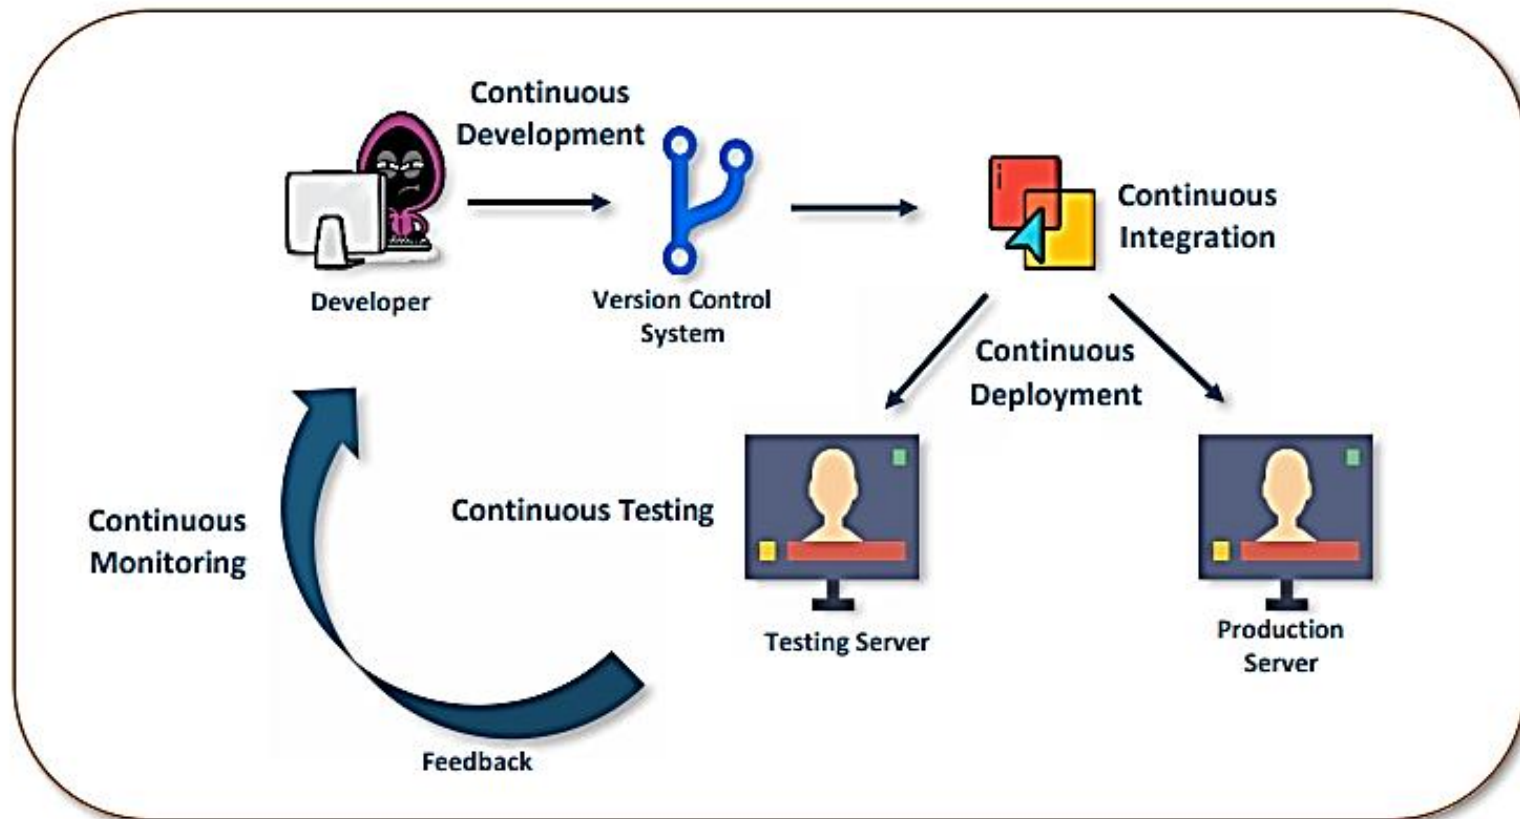 Continuous
Development
Developer
Version Control
System
Continuous
Integration
Continuous
Deployment
Continuous
Monitoring
Continuous Testing
Testing Server
Production
Server
Feedback